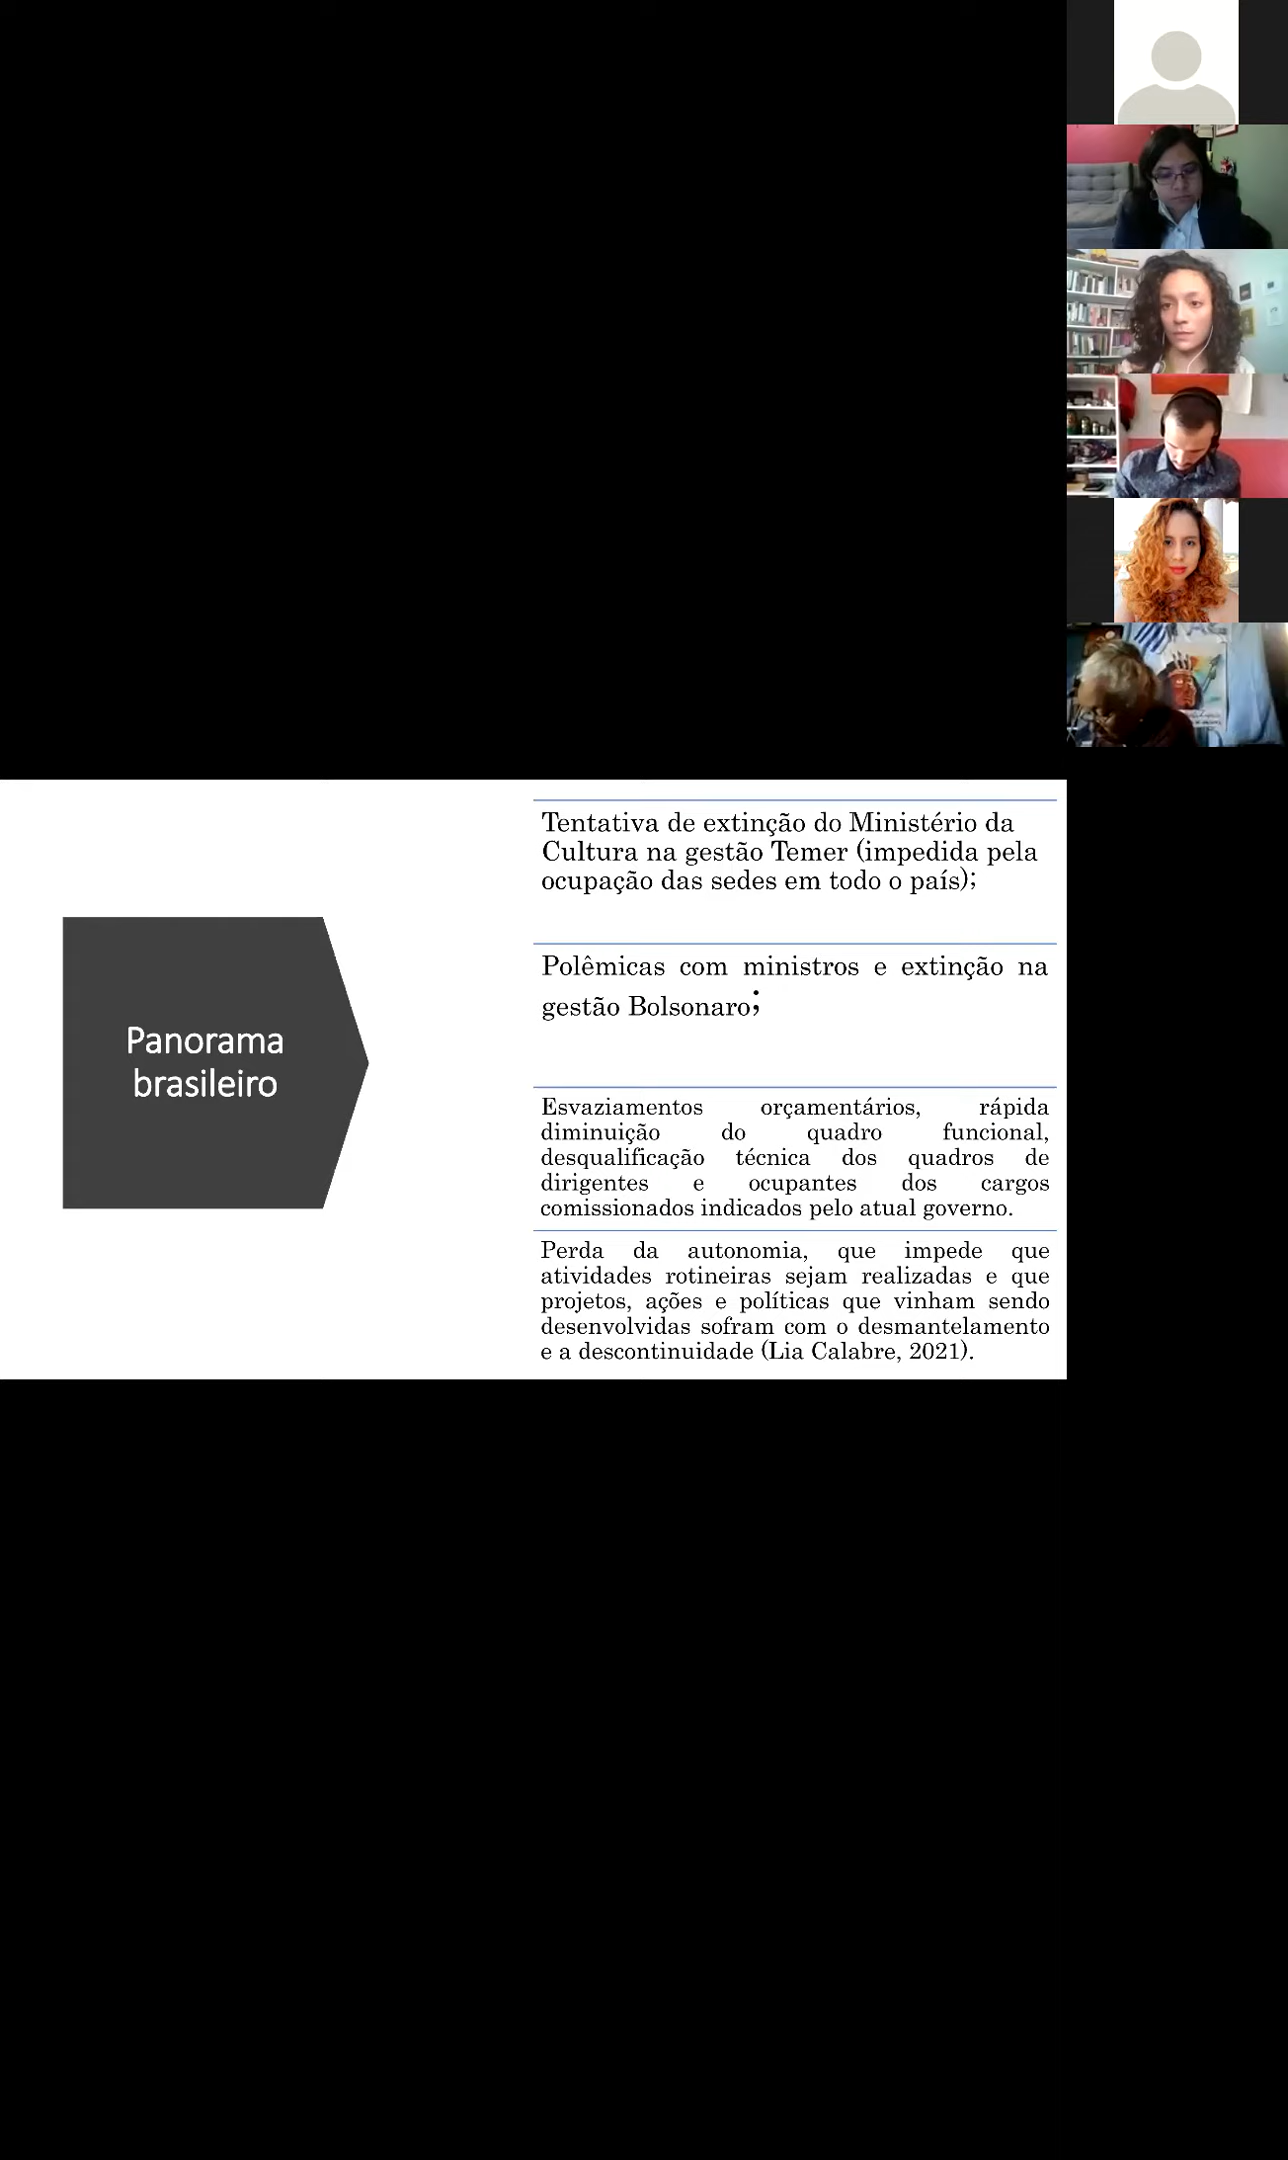 Panorama
brasileiro
Tentativa de extinção do Ministério da
Cultura na gestão Temer (impedida pela
ocupação das sedes em todo o país);
Polêmicas com ministros e extinção na
gestão Bolsonaro;
Esvaziamentos orçamentários, rápida
diminuição do quadro funcional,
desqualificação técnica dos quadros de
dirigentes e ocupantes dos cargos
comissionados indicados pelo atual governo.
Perda da autonomia, que impede que
atividades rotineiras sejam realizadas e que
projetos, ações e políticas que vinham sendo
desenvolvidas sofram com o desmantelamento
e a descontinuidade (Lia Calabre, 2021).